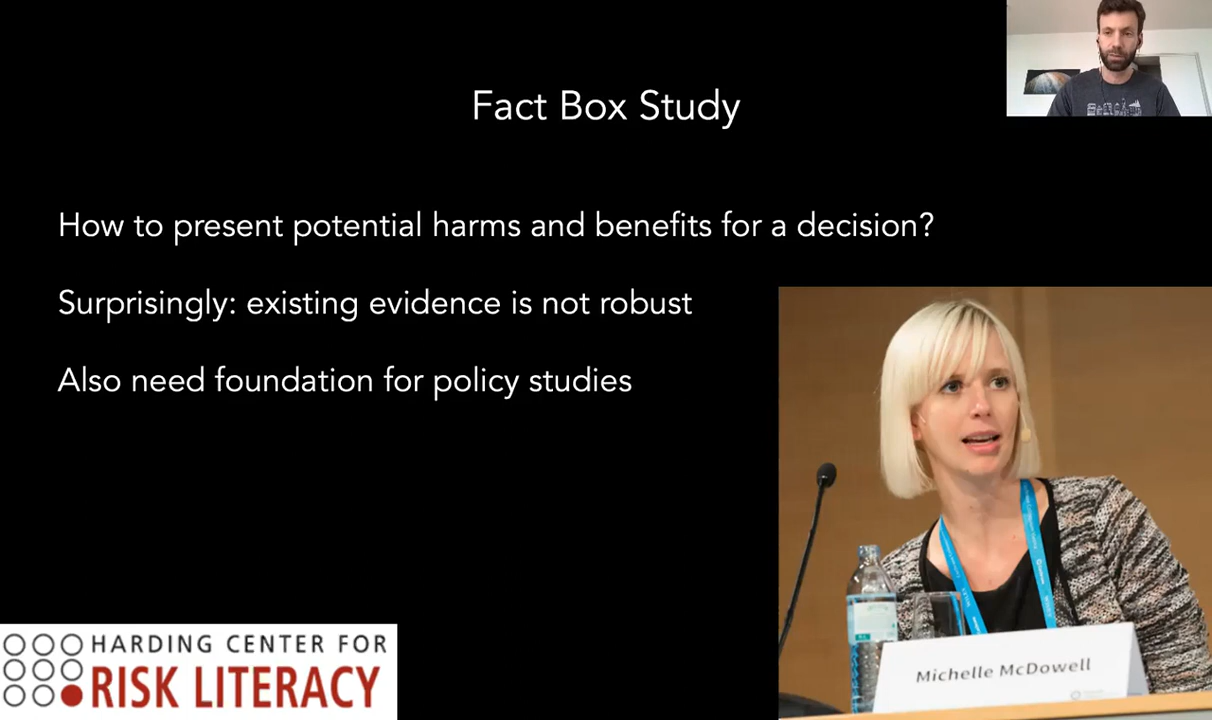 Fact Box Study
How to present potential harms and benefits for a decision?
Surprisingly: existing evidence is not robust
Also need foundation for policy studies
HARDING CENTER FOR
RISK LITERACY
Michelle McDowell